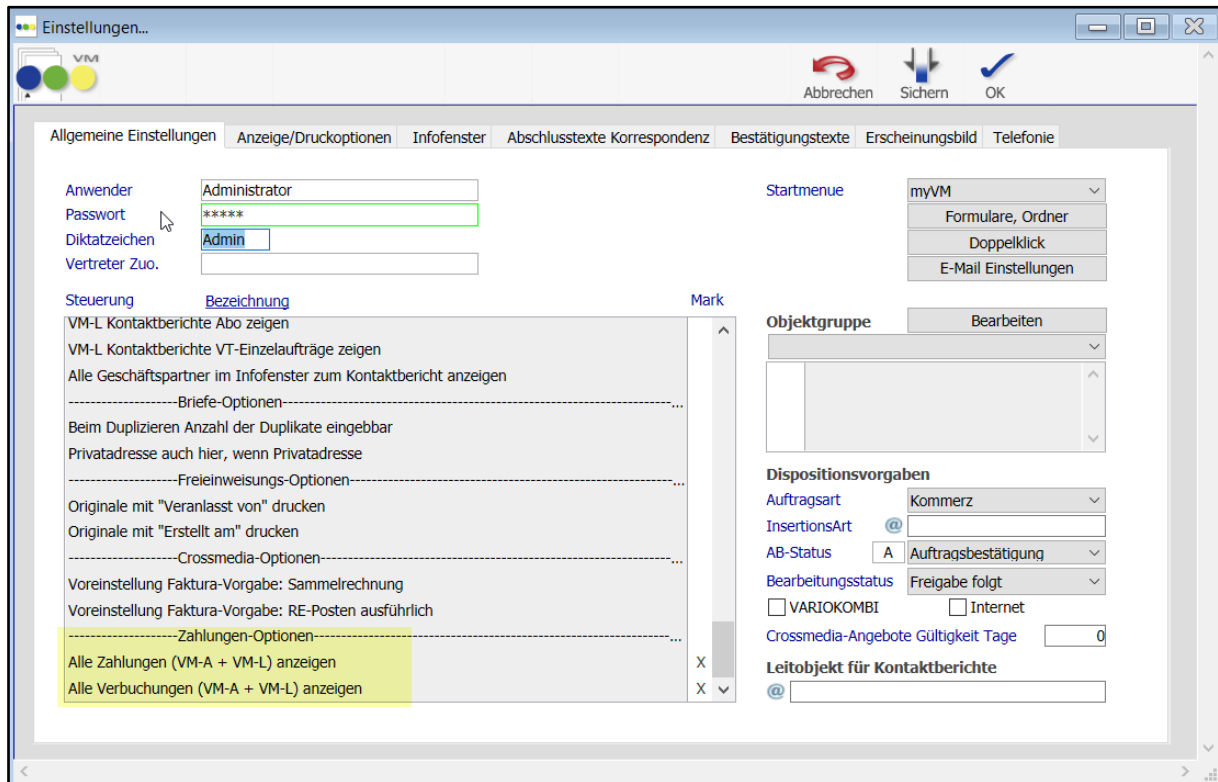 Einstellungen...
VM
Abbrechen Sichern OK
Allgemeine Einstellungen Anzeige/Druckoptionen Infofenster Abschlusstexte Korrespondenz Bestätigungstexte Erscheinungsbild Telefonie
Anwender Administrator
Passwort *****
Diktatzeichen Admin
Vertreter Zuo.
Startmenue myVM
Formulare, Ordner
Doppelklick
E-Mail Einstellungen
Steuerung Bezeichnung Mark
VM-L Kontaktberichte Abo zeigen
VM-L Kontaktberichte VT-Einzelaufträge zeigen
Alle Geschäftspartner im Infofenster zum Kontaktbericht anzeigen
--------------------Briefe-Optionen-----------------------------------------------------------------------...
Beim Duplizieren Anzahl der Duplikate eingebbar
Privatadresse auch hier, wenn Privatadresse
--------------------Freieinweisungs-Optionen-----------------------------------------------------------...
Originale mit "Veranlasst von" drucken
Originale mit "Erstellt am" drucken
--------------------Crossmedia-Optionen----------------------------------------------------------------...
Voreinstellung Faktura-Vorgabe: Sammelrechnung
Voreinstellung Faktura-Vorgabe: RE-Posten ausführlich
--------------------Zahlungen-Optionen-----------------------------------------------------------------...
Alle Zahlungen (VM-A + VM-L) anzeigen X
Alle Verbuchungen (VM-A + VM-L) anzeigen X
Objektgruppe Bearbeiten
Dispositionsvorgaben
Auftragsart Kommerz
InsertionsArt @
AB-Status A Auftragsbestätigung
Bearbeitungsstatus Freigabe folgt
VARIOKOMBI Internet
Crossmedia-Angebote Gültigkeit Tage 0
Leitobjekt für Kontaktberichte
@